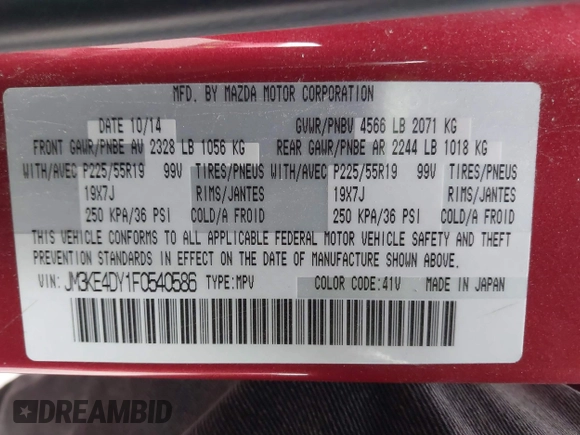 MFD. BY MAZDA MOTOR CORPORATION
DATE 10/14 GVWR/PNBV 4566 LB 2071 KG
FRONT GAWR/PNBE AV 2328 LB 1056 KG REAR GAWR/PNBE AR 2244 LB 1018 KG
WITH/AVEC P225/55R19 99V TIRES/PNEUS WITH/AVEC P225/55R19 99V TIRES/PNEUS
19X7J RIMS/JANTES 19X7J RIMS/JANTES
250 KPA/36 PSI COLD/A FROID 250 KPA/36 PSI COLD/A FROID
THIS VEHICLE CONFORMS TO ALL APPLICABLE FEDERAL MOTOR VEHICLE SAFETY AND THEFT
PREVENTION STANDARDS IN EFFECT ON THE DATE OF MANUFACTURE SHOWN ABOVE.
VIN: JM3KE4DY1F0540586 TYPE: MPV COLOR CODE: 41V MADE IN JAPAN
DREAMBID